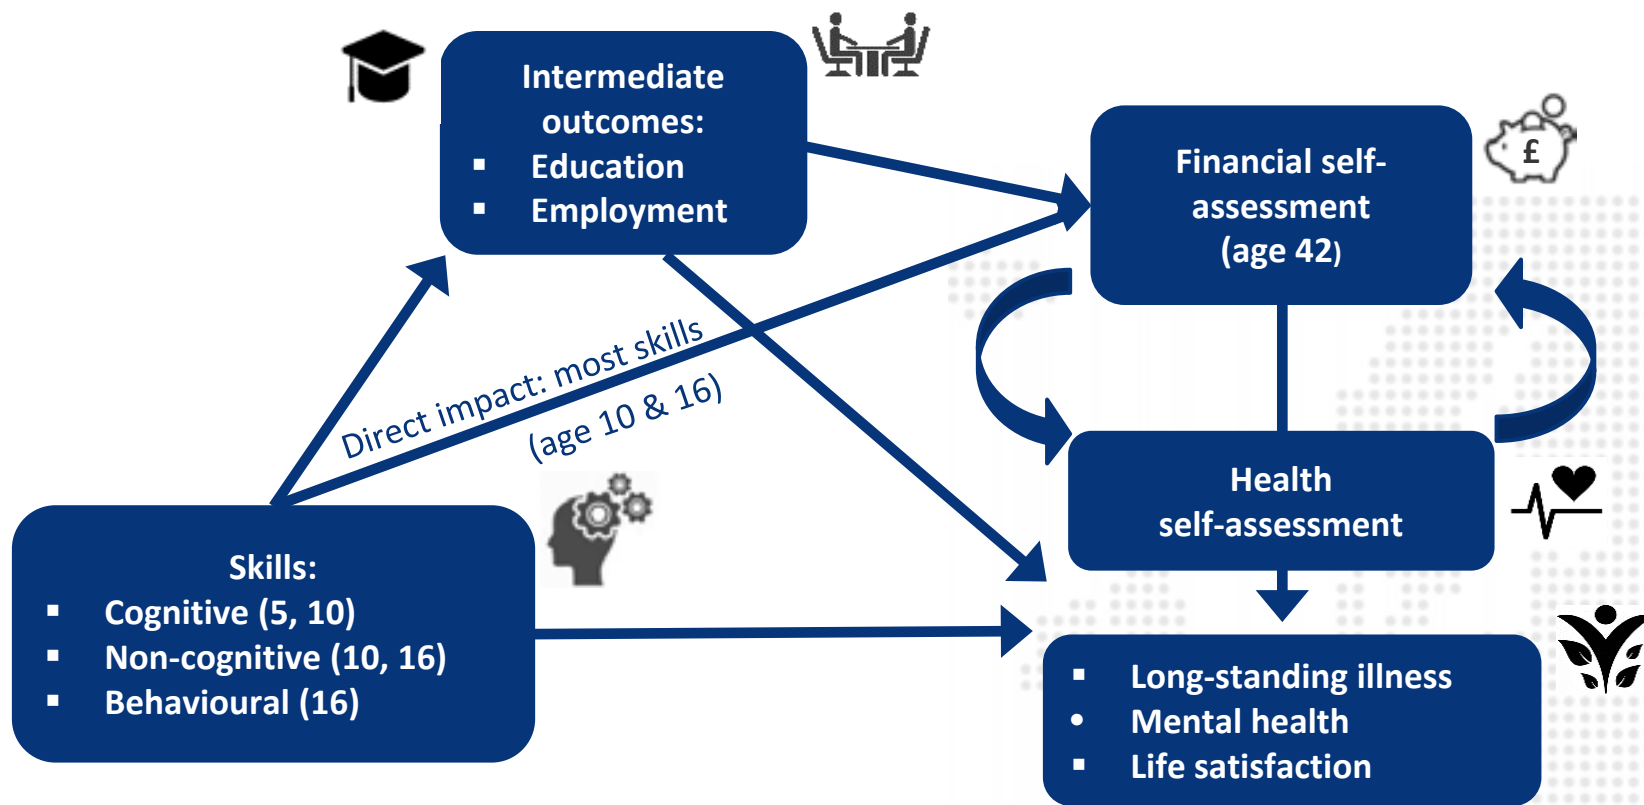 Intermediate
outcomes:
▪ Education
▪ Employment
Financial self-
assessment
(age 42)
£
Direct impact: most skills
(age 10 & 16)
Health
self-assessment
Skills:
▪ Cognitive (5, 10)
▪ Non-cognitive (10, 16)
▪ Behavioural (16)
▪ Long-standing illness
• Mental health
▪ Life satisfaction